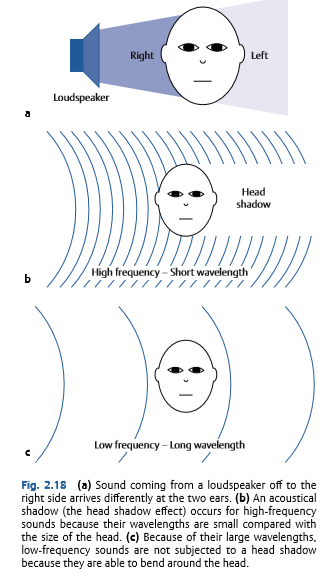 Right
Left
Loudspeaker
a
Head
shadow
High frequency – Short wavelength
b
Low frequency – Long wavelength
c
Fig. 2.18 (a) Sound coming from a loudspeaker off to the
right side arrives differently at the two ears. (b) An acoustical
shadow (the head shadow effect) occurs for high-frequency
sounds because their wavelengths are small compared with
the size of the head. (c) Because of their large wavelengths,
low-frequency sounds are not subjected to a head shadow
because they are able to bend around the head.